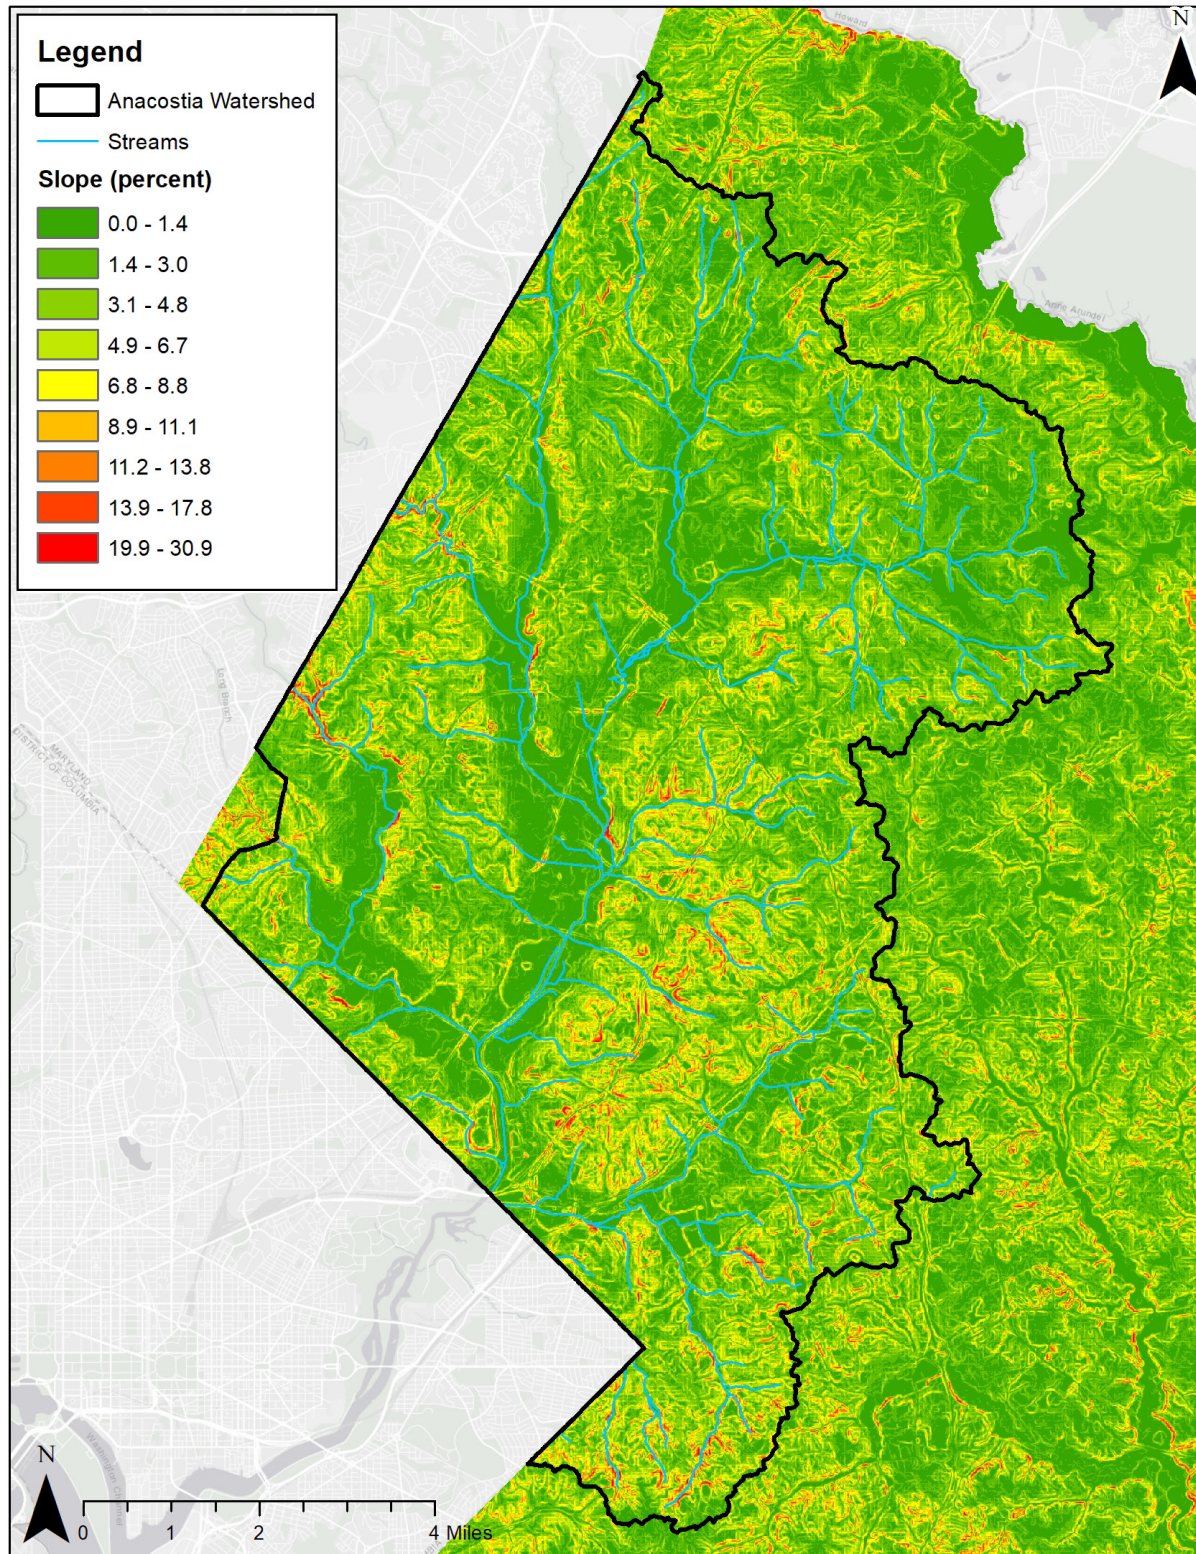 Legend
Anacostia Watershed
Streams
Slope (percent)
0.0 - 1.4
1.4 - 3.0
3.1 - 4.8
4.9 - 6.7
6.8 - 8.8
8.9 - 11.1
11.2 - 13.8
13.9 - 17.8
19.9 - 30.9
N
Howard
Anne Arundel
Long Branch
MARYLAND
DISTRICT OF COLUMBIA
Washington Channel
N
0 1 2 4 Miles